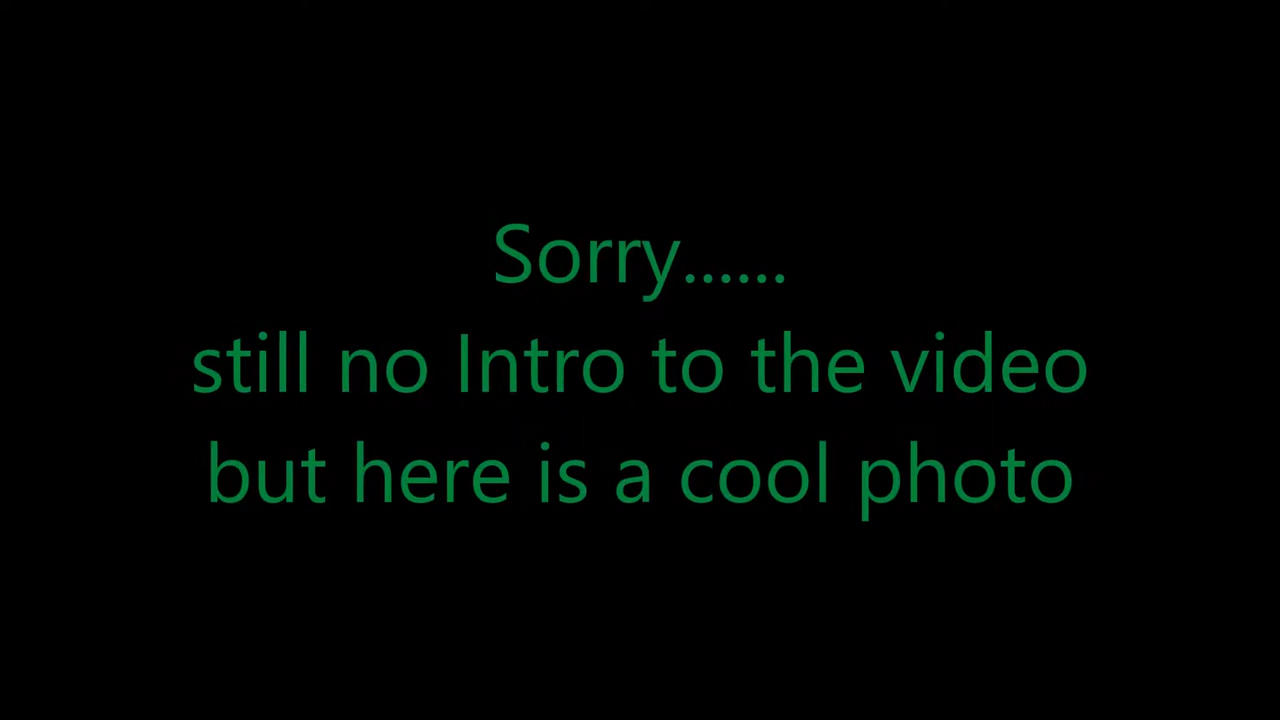 Sorry......
still no Intro to the video
but here is a cool photo